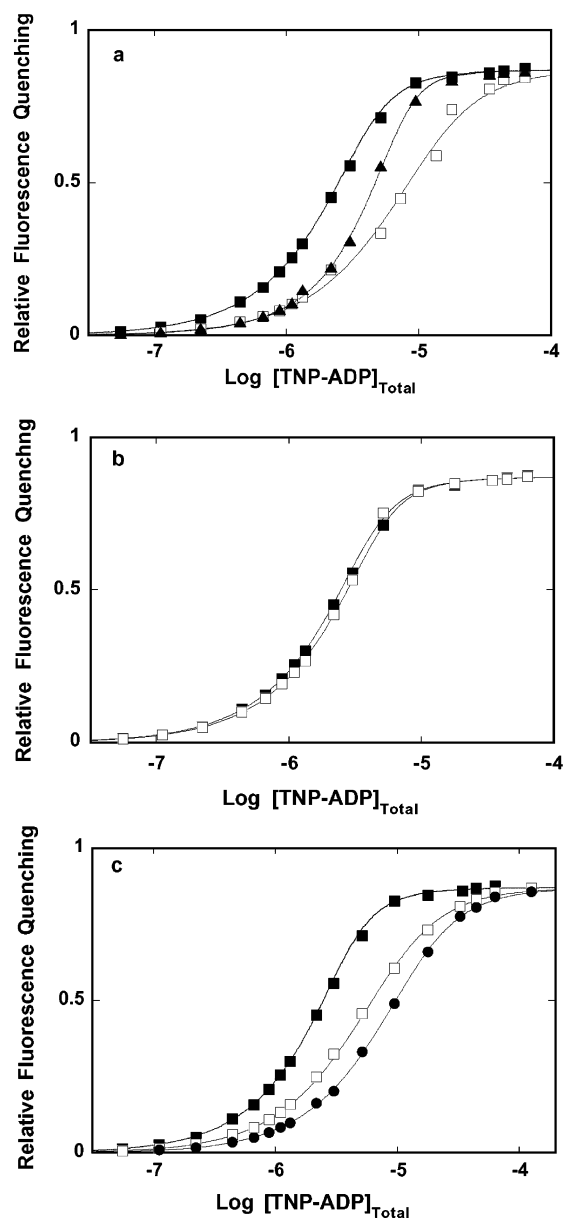 a
Relative Fluorescence Quenching
1
0.5
0
-7
-6
-5
-4
Log [TNP-ADP]Total
b
Relative Fluorescence Quenchng
1
0.5
0
-7
-6
-5
-4
Log [TNP-ADP]Total
c
Relative Fluorescence Quenching
1
0.5
0
-7
-6
-5
-4
Log [TNP-ADP]Total